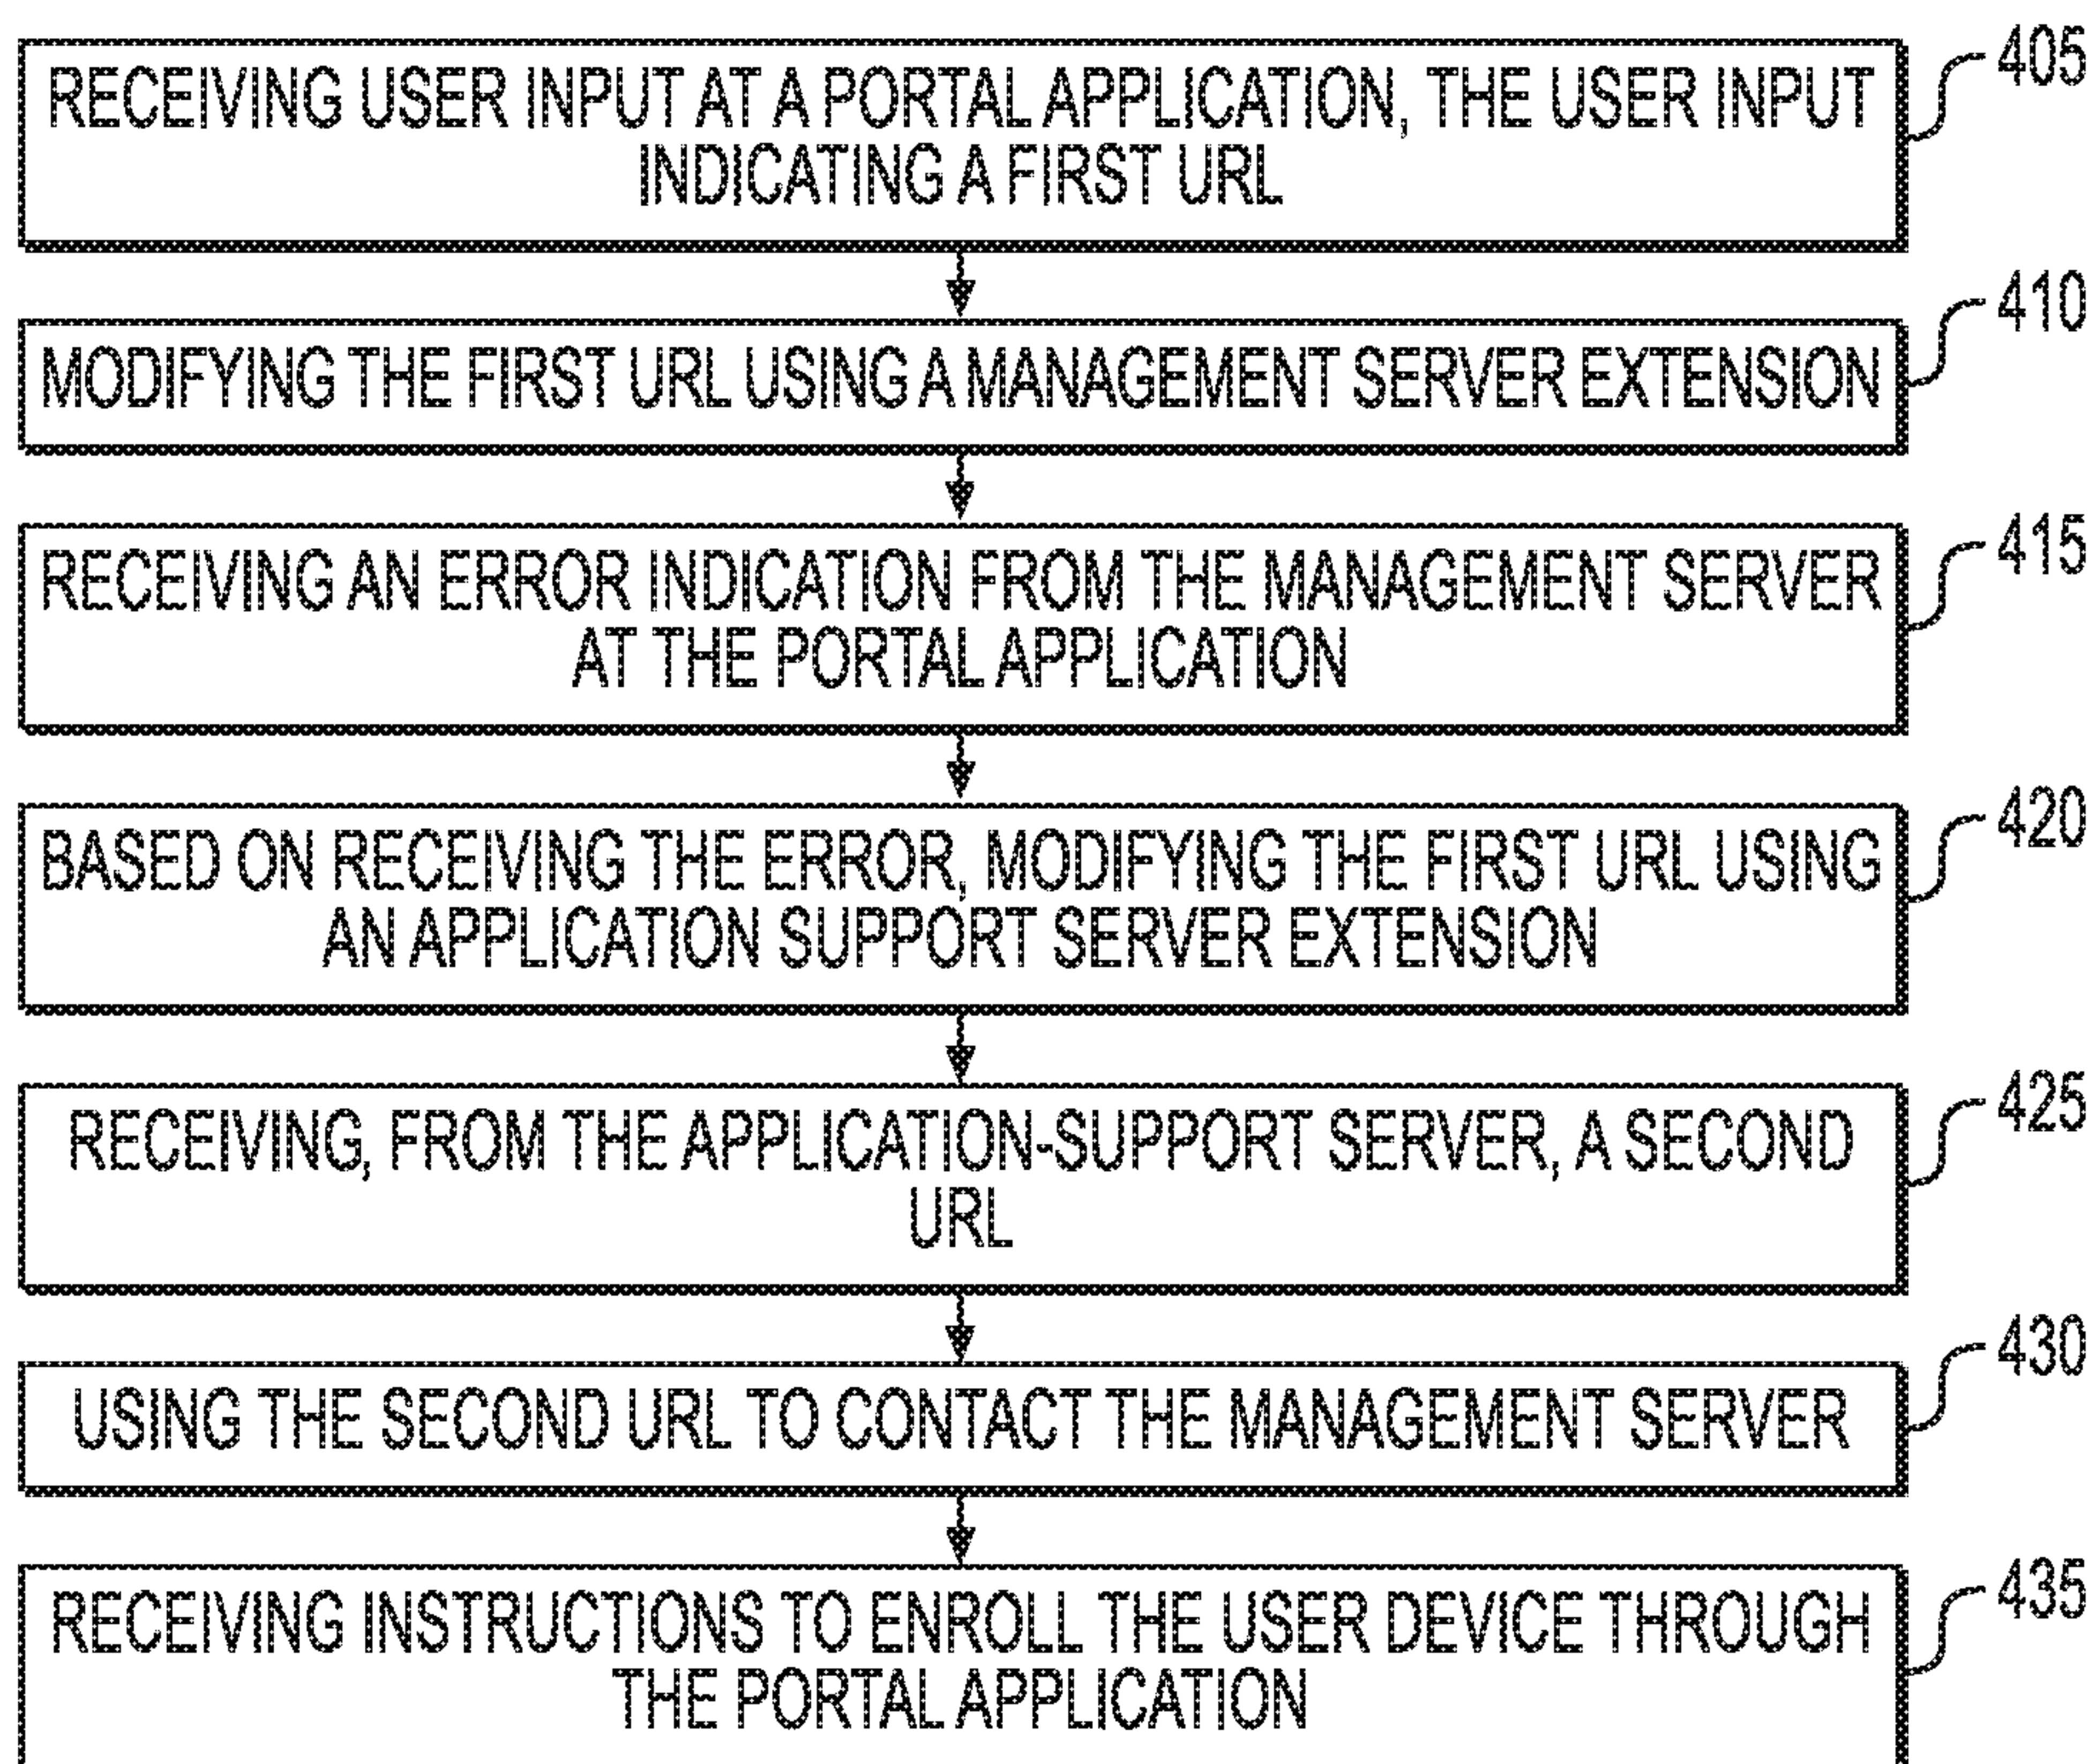 405
RECEIVING USER INPUT AT A PORTAL APPLICATION, THE USER INPUT
INDICATING A FIRST URL
410
MODIFYING THE FIRST URL USING A MANAGEMENT SERVER EXTENSION
415
RECEIVING AN ERROR INDICATION FROM THE MANAGEMENT SERVER
AT THE PORTAL APPLICATION
420
BASED ON RECEIVING THE ERROR, MODIFYING THE FIRST URL USING
AN APPLICATION SUPPORT SERVER EXTENSION
425
RECEIVING, FROM THE APPLICATION-SUPPORT SERVER, A SECOND
URL
430
USING THE SECOND URL TO CONTACT THE MANAGEMENT SERVER
435
RECEIVING INSTRUCTIONS TO ENROLL THE USER DEVICE THROUGH
THE PORTAL APPLICATION